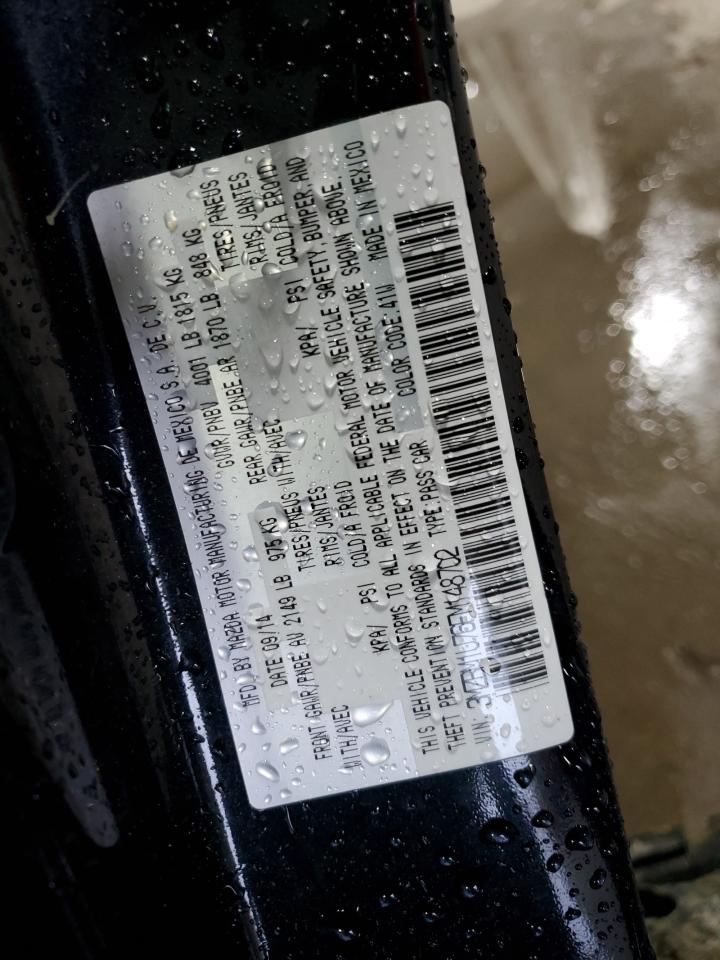 MFD BY MAZDA MOTOR MANUFACTURING DE MEXICO S.A. DE C.V.
DATE 09/14 GVWR/PNBV 4001 LB 1815 KG
FRONT GAWR/PNBE AV 2149 LB 975 KG REAR GAWR/PNBE AR 1870 LB 848 KG
WITH/AVEC TIRES/PNEUS WITH/AVEC TIRES/PNEUS
RIMS/JANTES RIMS/JANTES
KPA/ PSI COLD/A FROID KPA/ PSI COLD/A FROID
THIS VEHICLE CONFORMS TO ALL APPLICABLE FEDERAL MOTOR VEHICLE SAFETY, BUMPER AND
THEFT PREVENTION STANDARDS IN EFFECT ON THE DATE OF MANUFACTURE SHOWN ABOVE.
VIN: TYPE:PASS CAR COLOR CODE:41W MADE IN MEXICO